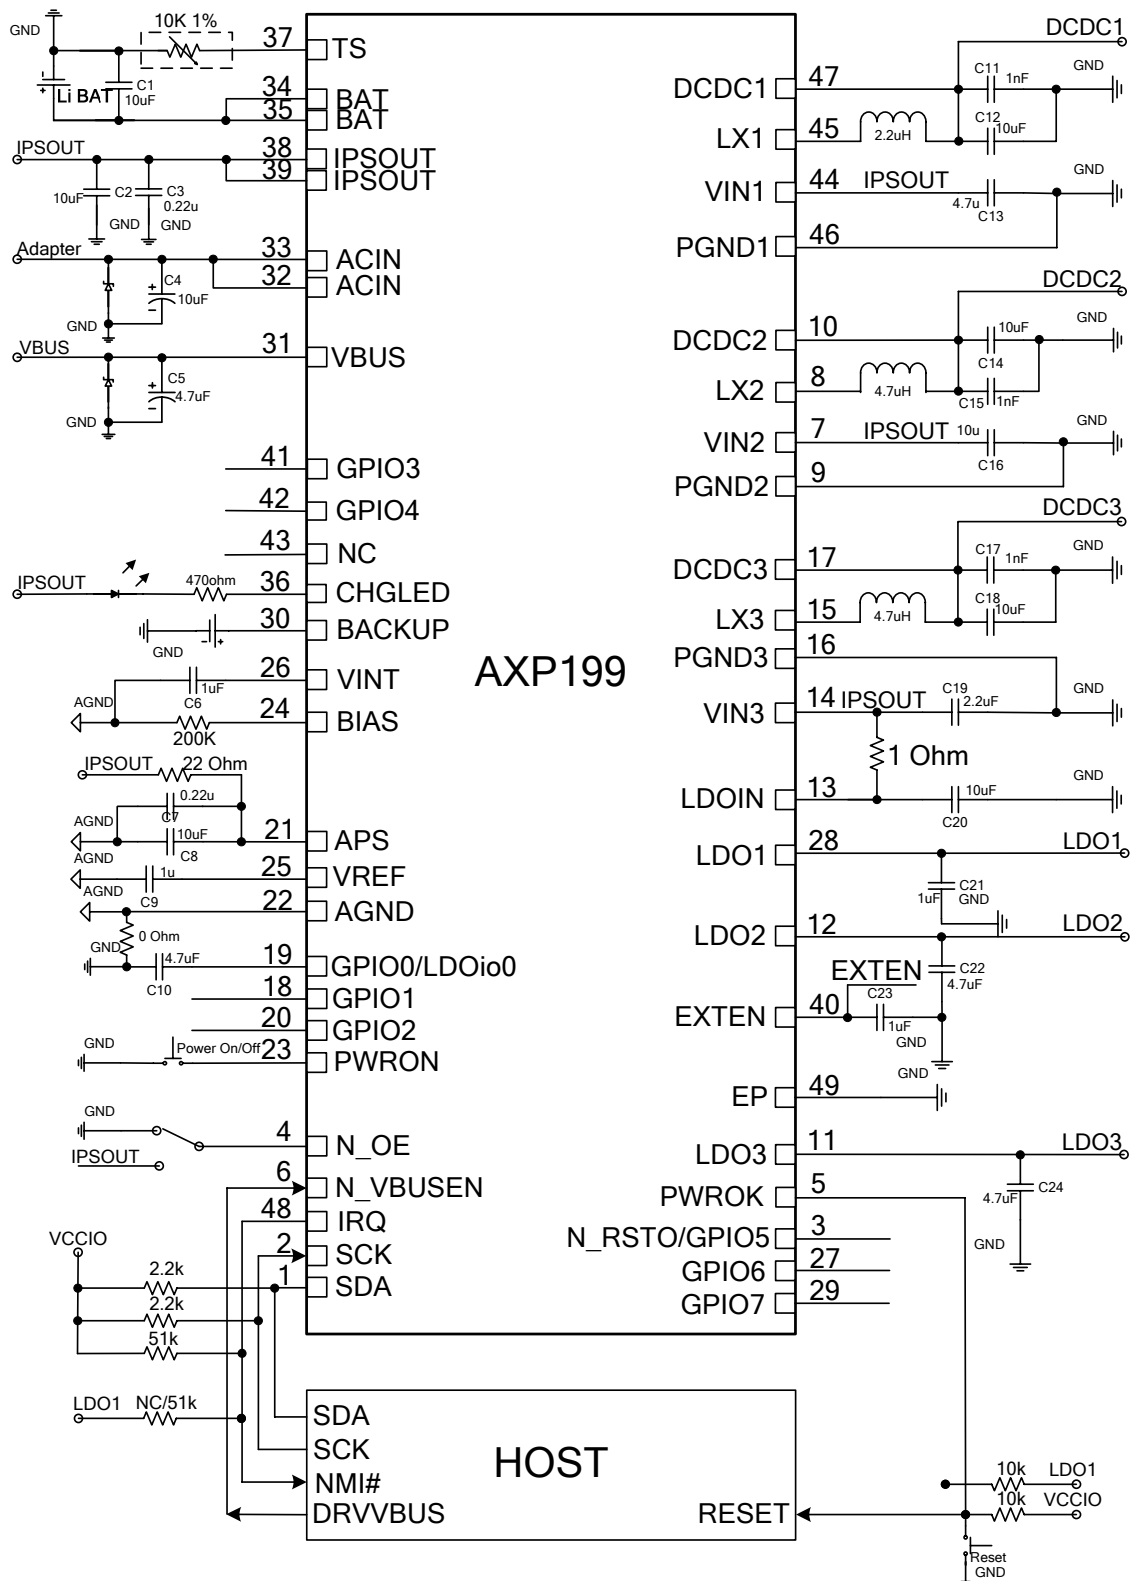 GND
10K 1%
37
TS
C1
10uF
Li BAT
34
BAT
35
BAT
IPSOUT
38
IPSOUT
39
IPSOUT
10uF
C2
C3
0.22u
GND
GND
Adapter
33
ACIN
32
ACIN
C4
10uF
GND
VBUS
31
VBUS
C5
4.7uF
GND
41
GPIO3
42
GPIO4
43
NC
IPSOUT
470ohm
36
CHGLED
30
BACKUP
GND
26
VINT
1uF
C6
AGND
24
BIAS
200K
IPSOUT
22 Ohm
0.22u
C7
AGND
10uF
C8
21
APS
AGND
1u
C9
25
VREF
AGND
22
AGND
0 Ohm
GND
4.7uF
C10
19
GPIO0/LDOio0
18
GPIO1
20
GPIO2
GND
Power On/Off
23
PWRON
GND
4
N_OE
IPSOUT
6
N_VBUSEN
48
IRQ
VCCIO
2
SCK
2.2k
1
SDA
2.2k
51k
LDO1
NC/51k
AXP199
DCDC1
47
DCDC1
C11
1nF
GND
45
LX1
2.2uH
C12
10uF
44
VIN1
IPSOUT
4.7u
C13
GND
46
PGND1
DCDC2
10
DCDC2
10uF
C14
GND
8
LX2
4.7uH
C15
1nF
7
VIN2
IPSOUT
10u
C16
GND
9
PGND2
DCDC3
17
DCDC3
C17
1nF
GND
15
LX3
4.7uH
C18
10uF
16
PGND3
14
VIN3
IPSOUT
C19
2.2uF
GND
1 Ohm
13
LDOIN
10uF
C20
GND
28
LDO1
LDO1
C21
1uF
GND
12
LDO2
LDO2
C22
4.7uF
EXTEN
40
EXTEN
C23
1uF
GND
49
EP
GND
11
LDO3
LDO3
C24
4.7uF
GND
5
PWROK
3
N_RSTO/GPIO5
27
GPIO6
29
GPIO7
HOST
SDA
SCK
NMI#
DRVVBUS
RESET
10k
LDO1
10k
VCCIO
Reset
GND